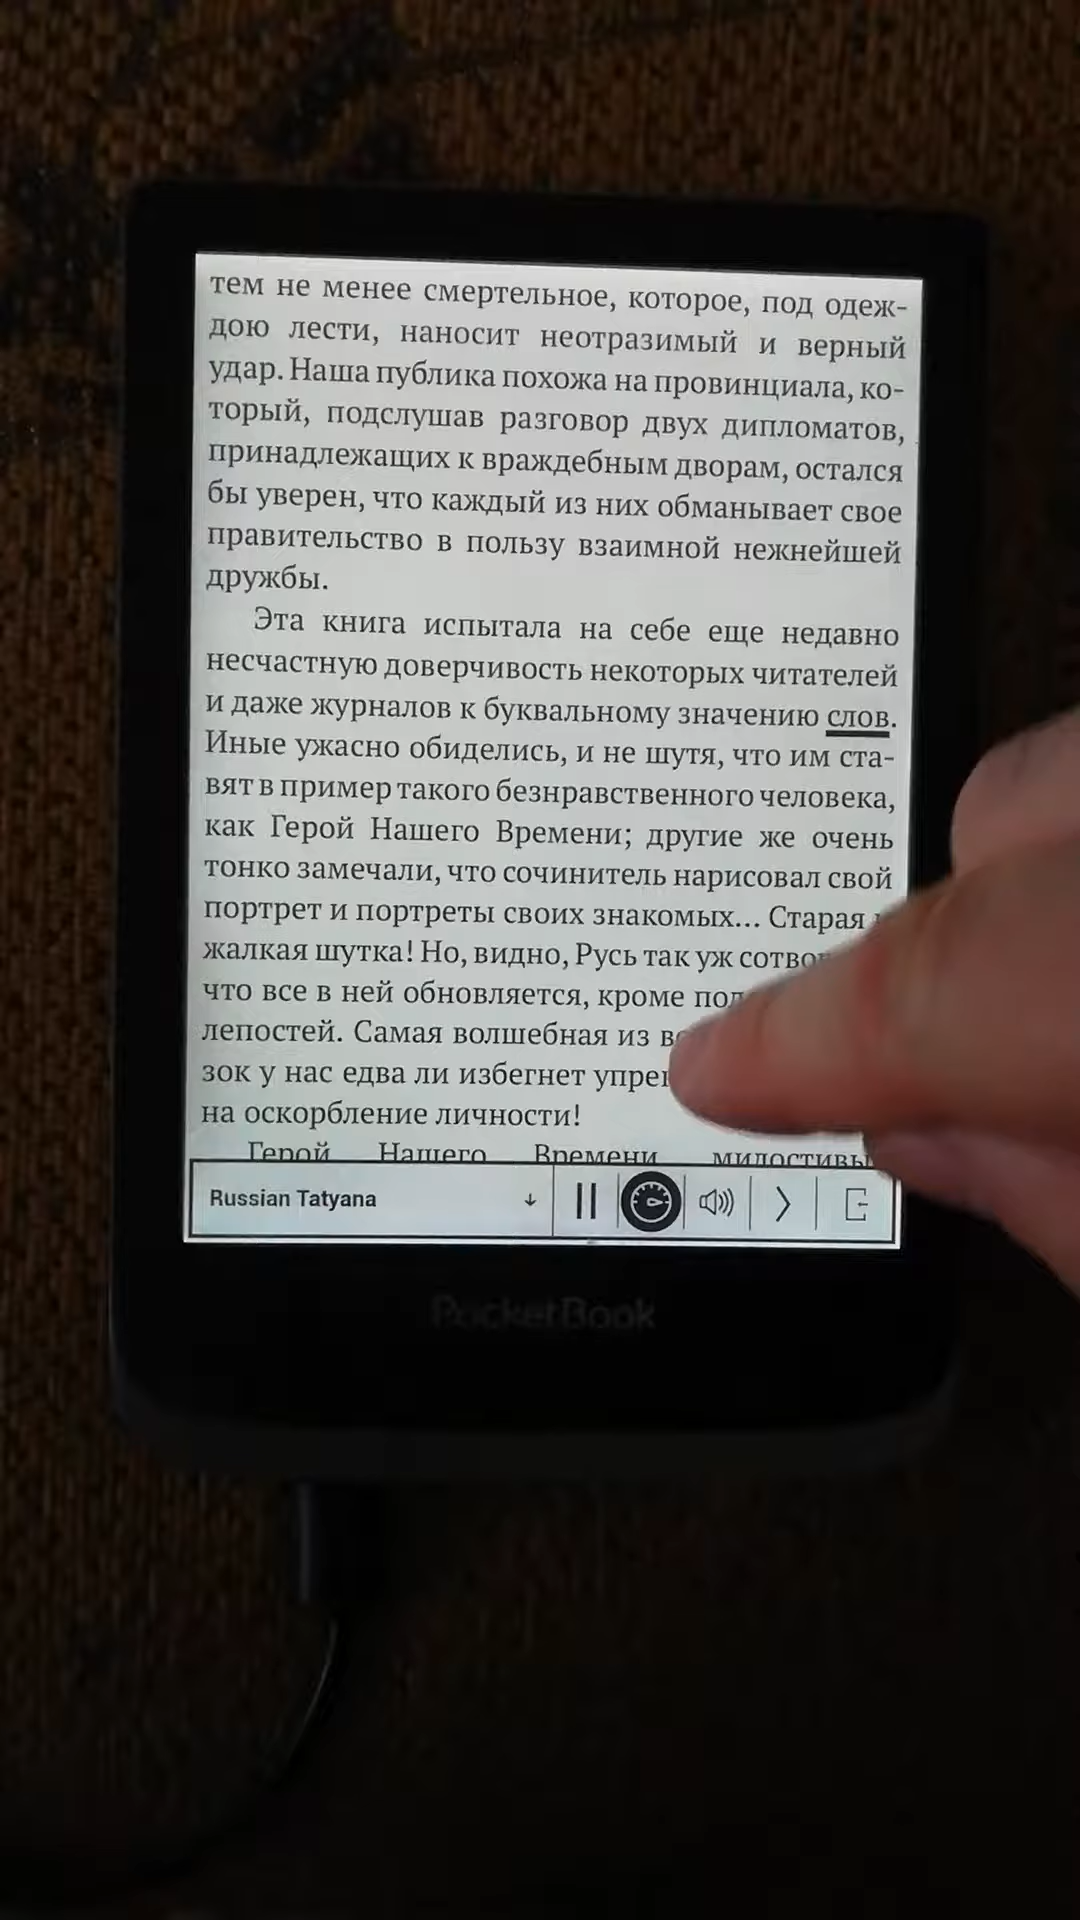 тем не менее смертельное, которое, под одеж-
дою лести, наносит неотразимый и верный
удар. Наша публика похожа на провинциала, ко-
торый, подслушав разговор двух дипломатов,
принадлежащих к враждебным дворам, остался
бы уверен, что каждый из них обманывает свое
правительство в пользу взаимной нежнейшей
дружбы.
Эта книга испытала на себе еще недавно
несчастную доверчивость некоторых читателей
и даже журналов к буквальному значению слов.
Иные ужасно обиделись, и не шутя, что им ста-
вят в пример такого безнравственного человека,
как Герой Нашего Времени; другие же очень
тонко замечали, что сочинитель нарисовал свой
портрет и портреты своих знакомых... Старая
жалкая шутка! Но, видно, Русь так уж
что все в ней обновляется, кроме
лепостей. Самая волшебная из
зок у нас едва ли избегнет
на оскорбление личности!
Герой Нашего Времени
Russian Tatyana
PocketBook